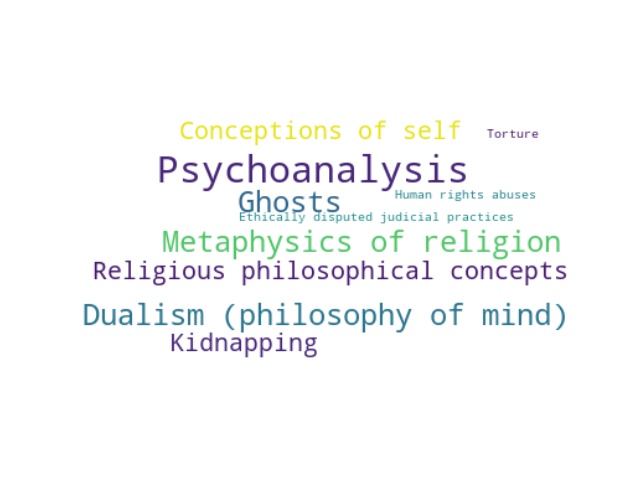 Conceptions of self
Torture
Psychoanalysis
Human rights abuses
Ghosts
Ethically disputed judicial practices
Metaphysics of religion
Religious philosophical concepts
Dualism (philosophy of mind)
Kidnapping